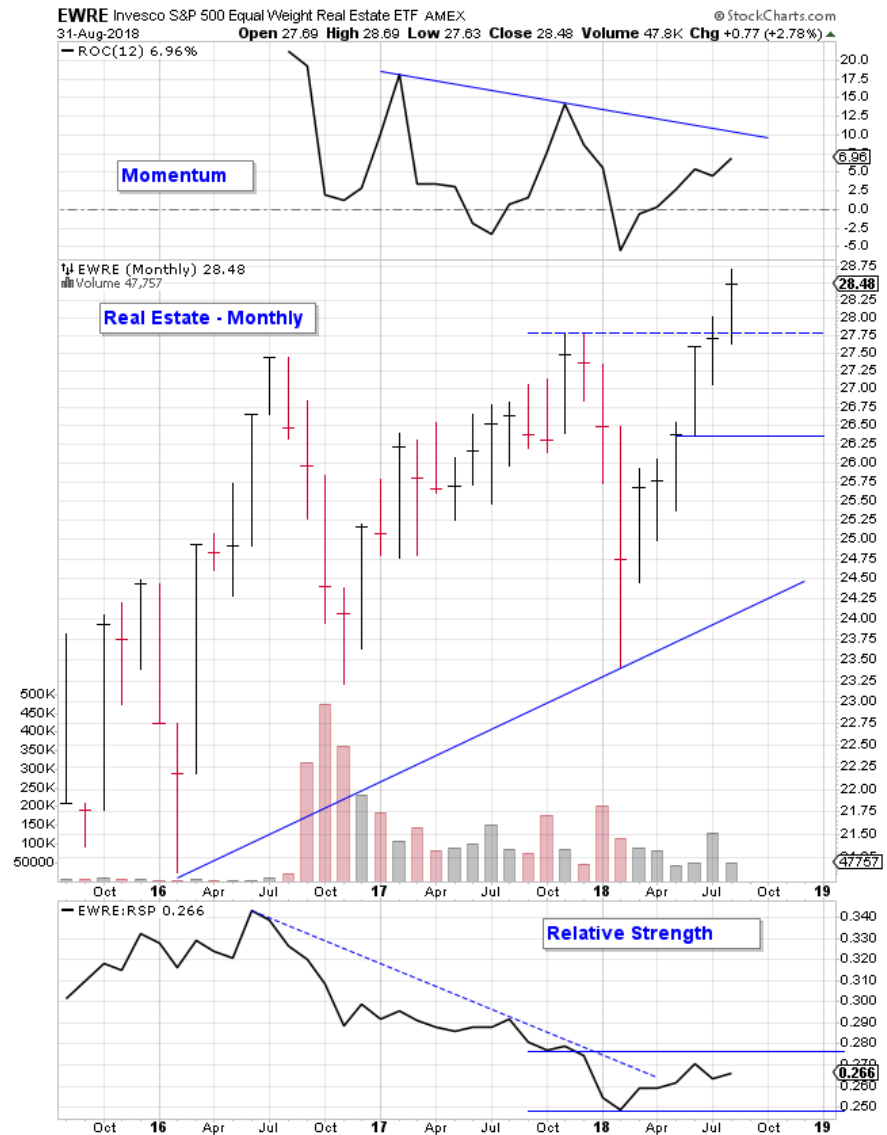 EWRE Invesco S&P 500 Equal Weight Real Estate ETF AMEX © StockCharts.com
31-Aug-2018 Open 27.69 High 28.69 Low 27.63 Close 28.48 Volume 47.8K Chg +0.77 (+2.78%)
ROC(12) 6.96%
20.0
17.5
15.0
12.5
10.0
6.96
5.0
2.5
0.0
-2.5
-5.0
Momentum
EWRE (Monthly) 28.48
Volume 47,757
Real Estate - Monthly
28.75
28.48
28.25
28.00
27.75
27.50
27.25
27.00
26.75
26.50
26.25
26.00
25.75
25.50
25.25
25.00
24.75
24.50
24.25
24.00
23.75
23.50
23.25
23.00
22.75
22.50
22.25
22.00
21.75
21.50
47757
500K
450K
400K
350K
300K
250K
200K
150K
100K
50000
Oct 16 Apr Jul Oct 17 Apr Jul Oct 18 Apr Jul Oct 19
EWRE:RSP 0.266
Relative Strength
0.340
0.330
0.320
0.310
0.300
0.290
0.280
0.270
0.266
0.260
0.250
Oct 16 Apr Jul Oct 17 Apr Jul Oct 18 Apr Jul Oct 19